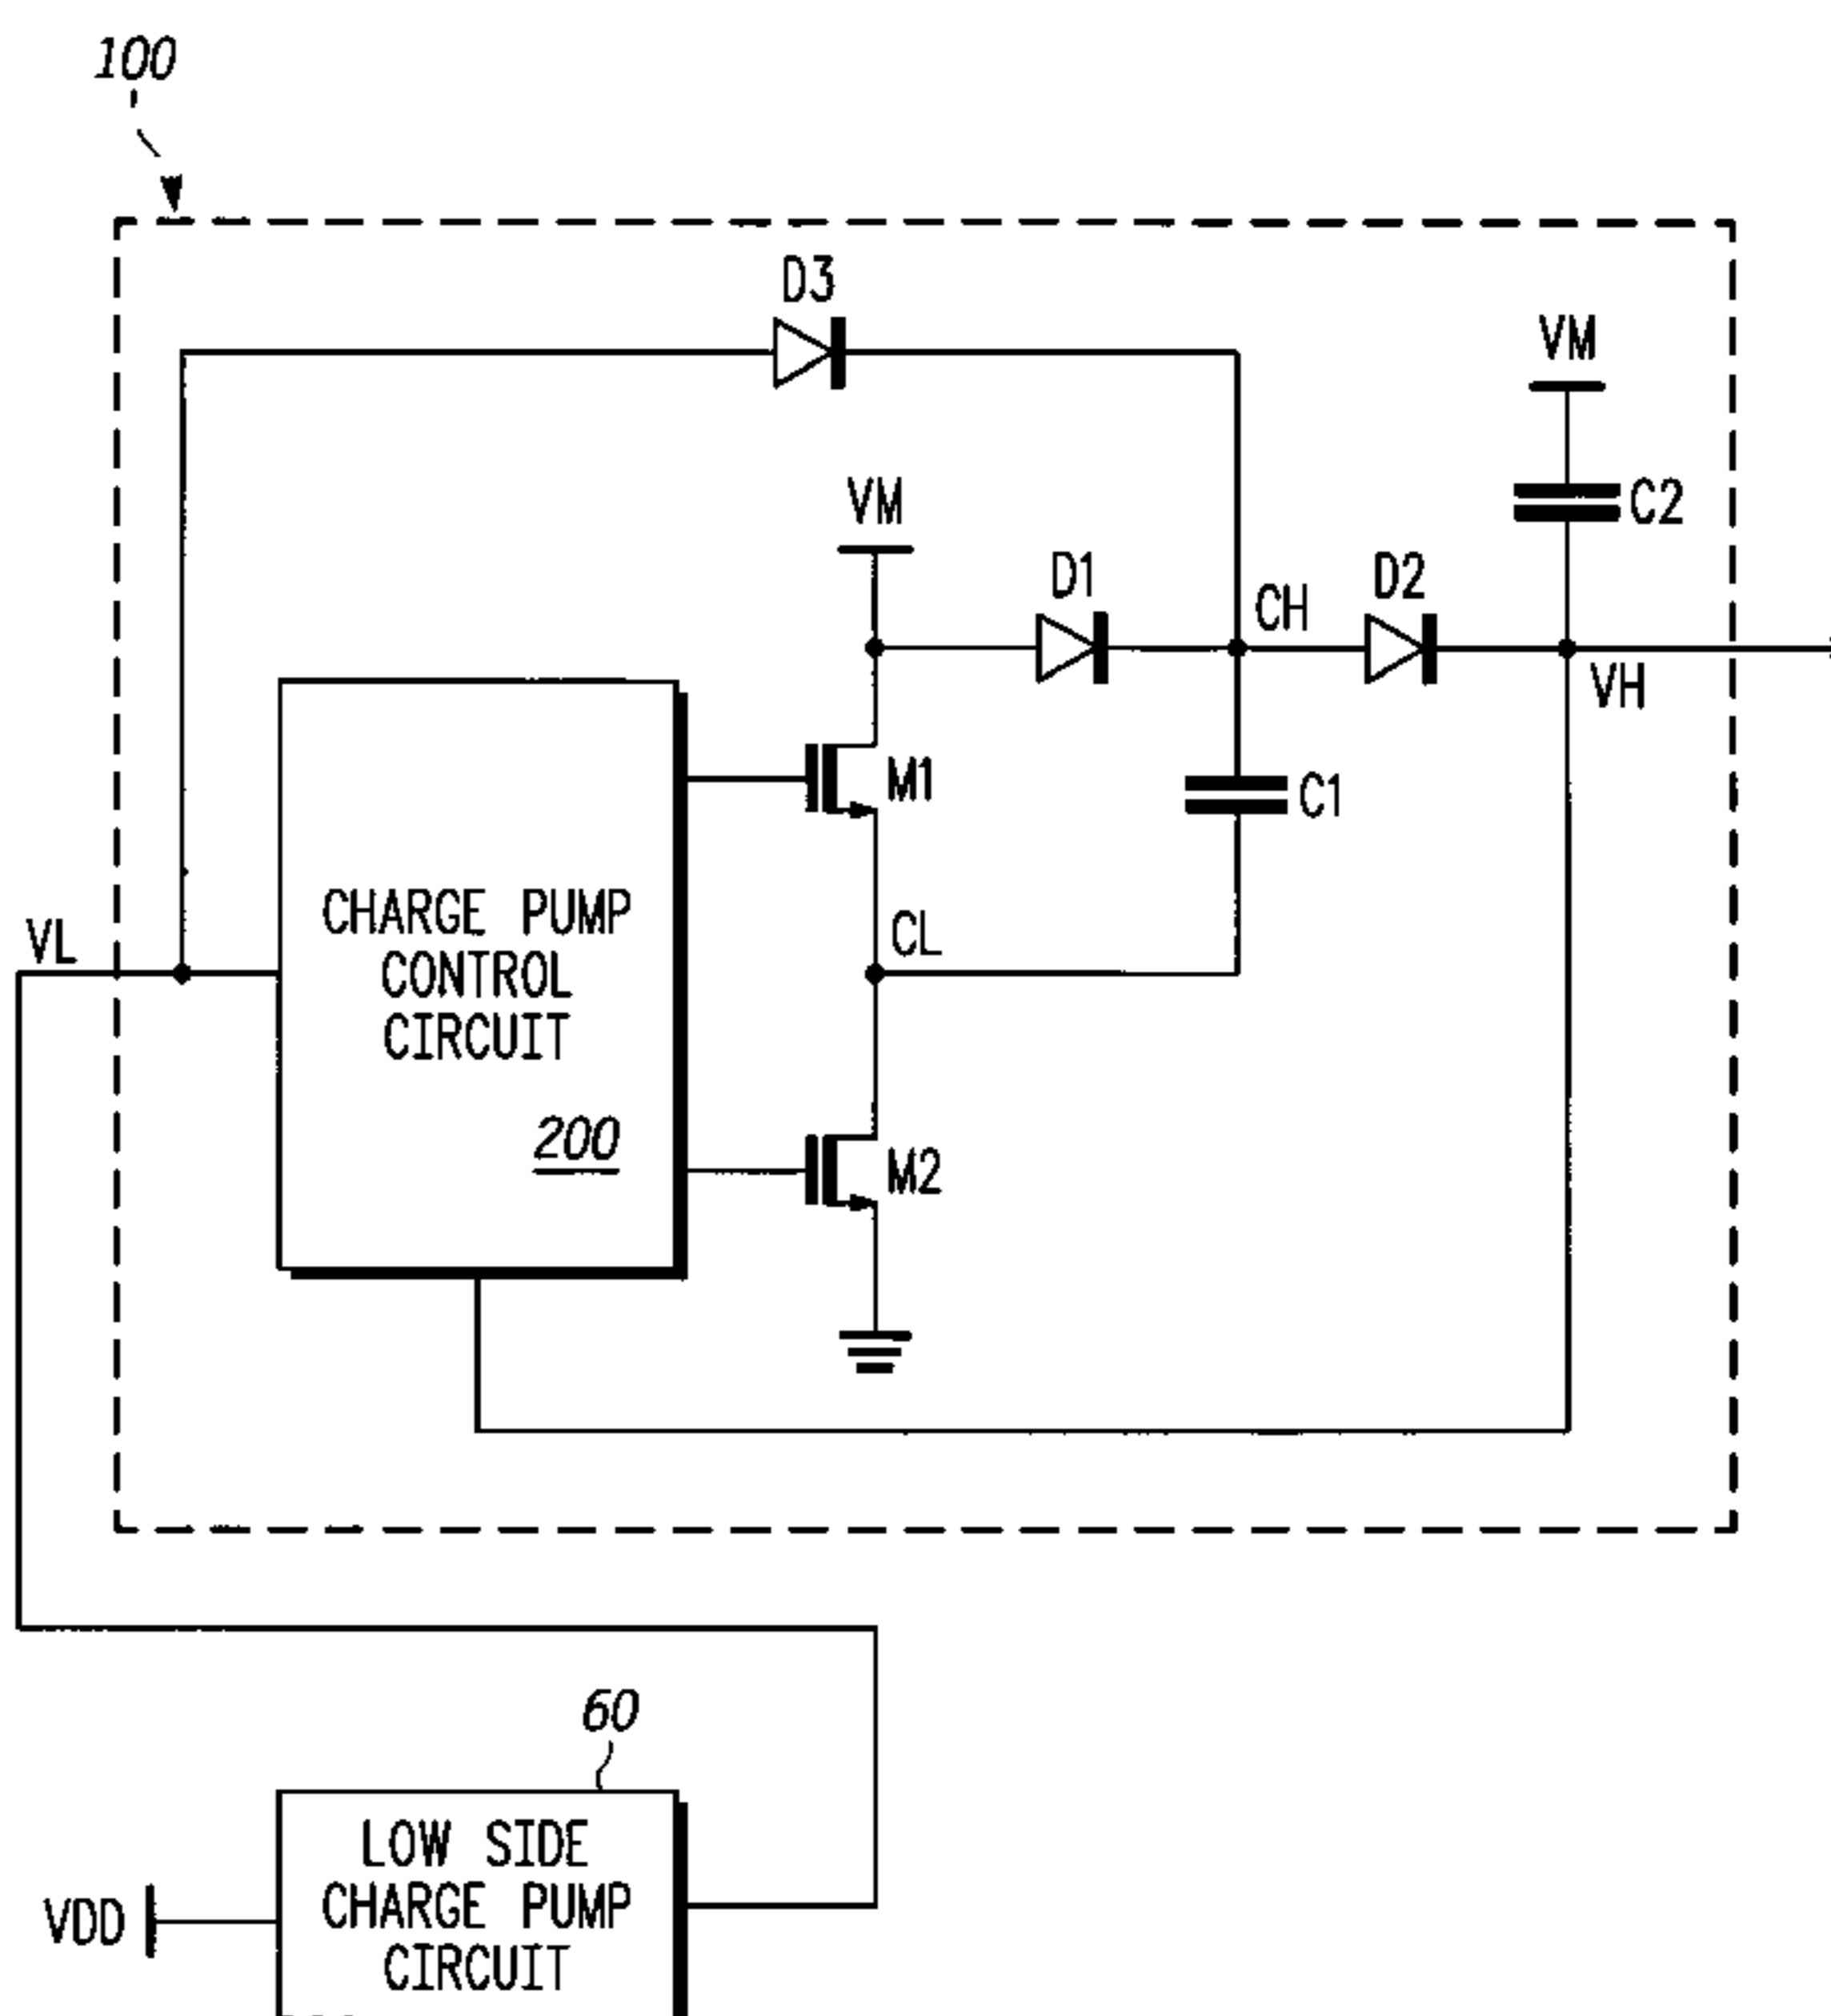 100
D3
VM
VM
C2
D1
CH
D2
VH
M1
C1
CHARGE PUMP
CONTROL
CIRCUIT
200
VL
CL
M2
60
LOW SIDE
CHARGE PUMP
CIRCUIT
VDD